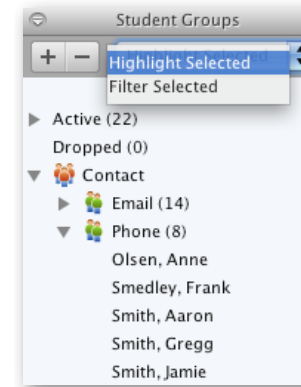 Student Groups
+ −
Highlight Selected
Filter Selected
Active (22)
Dropped (0)
Contact
Email (14)
Phone (8)
Olsen, Anne
Smedley, Frank
Smith, Aaron
Smith, Gregg
Smith, Jamie